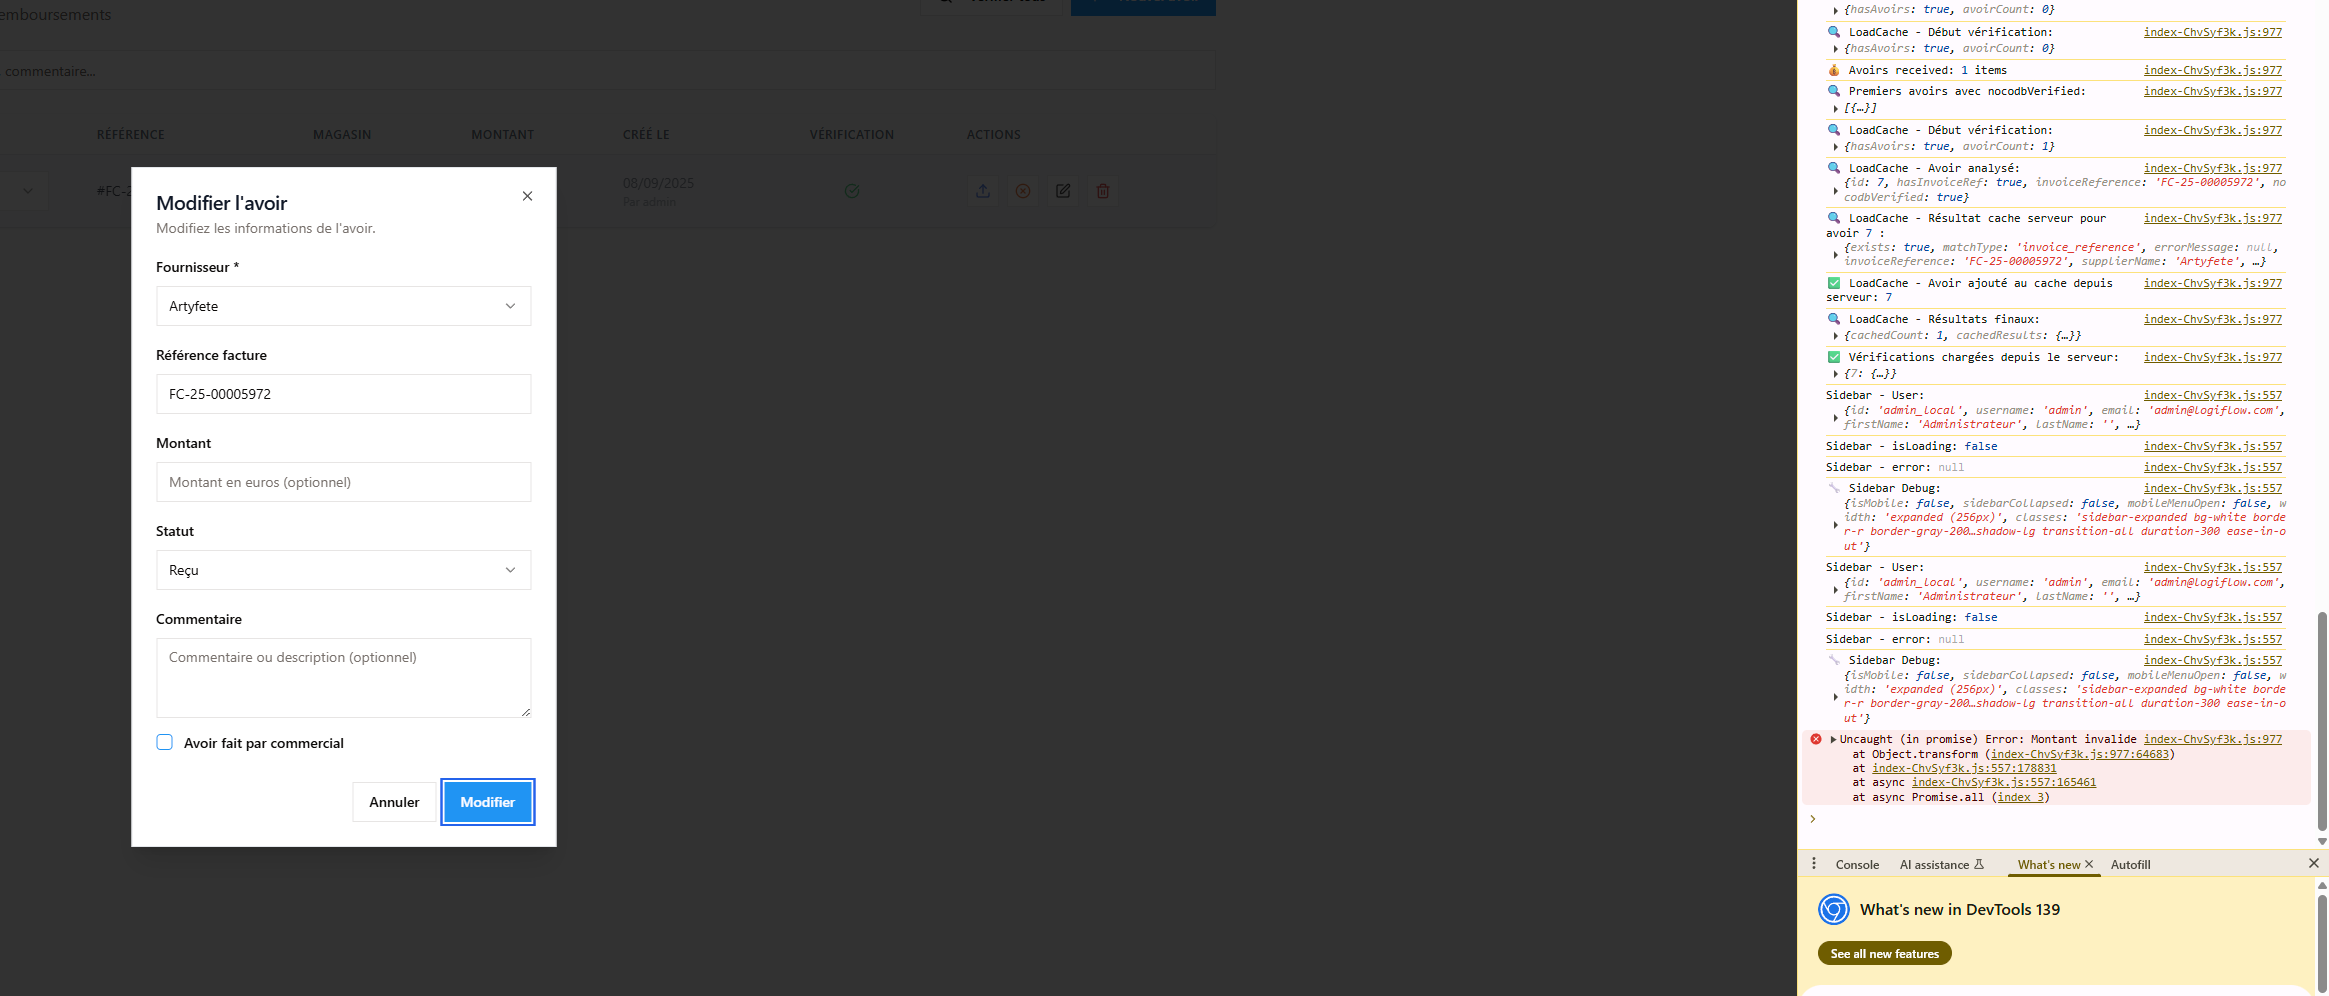 emboursements
commentaire...
RÉFÉRENCE MAGASIN MONTANT CRÉÉ LE VÉRIFICATION ACTIONS
#FC-2
08/09/2025
Par admin
Modifier l'avoir
Modifiez les informations de l'avoir.
Fournisseur *
Artyfete
Référence facture
FC-25-00005972
Montant
Montant en euros (optionnel)
Statut
Reçu
Commentaire
Commentaire ou description (optionnel)
Avoir fait par commercial
Annuler Modifier
{hasAvoirs: true, avoirCount: 0}
LoadCache - Début vérification: index-ChvSyf3k.js:977
{hasAvoirs: true, avoirCount: 0}
Avoirs received: 1 items index-ChvSyf3k.js:977
Premiers avoirs avec nocodbVerified: index-ChvSyf3k.js:977
[{…}]
LoadCache - Début vérification: index-ChvSyf3k.js:977
{hasAvoirs: true, avoirCount: 1}
LoadCache - Avoir analysé: index-ChvSyf3k.js:977
{id: 7, hasInvoiceRef: true, invoiceReference: 'FC-25-00005972', no
codbVerified: true}
LoadCache - Résultat cache serveur pour index-ChvSyf3k.js:977
avoir 7 :
{exists: true, matchType: 'invoice_reference', errorMessage: null,
invoiceReference: 'FC-25-00005972', supplierName: 'Artyfete', …}
LoadCache - Avoir ajouté au cache depuis index-ChvSyf3k.js:977
serveur: 7
LoadCache - Résultats finaux: index-ChvSyf3k.js:977
{cachedCount: 1, cachedResults: {…}}
Vérifications chargées depuis le serveur: index-ChvSyf3k.js:977
{7: {…}}
Sidebar - User: index-ChvSyf3k.js:557
{id: 'admin_local', username: 'admin', email: 'admin@logiflow.com',
firstName: 'Administrateur', lastName: '', …}
Sidebar - isLoading: false index-ChvSyf3k.js:557
Sidebar - error: null index-ChvSyf3k.js:557
Sidebar Debug: index-ChvSyf3k.js:557
{isMobile: false, sidebarCollapsed: false, mobileMenuOpen: false, w
idth: 'expanded (256px)', classes: 'sidebar-expanded bg-white borde
r-r border-gray-200…shadow-lg transition-all duration-300 ease-in-o
ut'}
Sidebar - User: index-ChvSyf3k.js:557
{id: 'admin_local', username: 'admin', email: 'admin@logiflow.com',
firstName: 'Administrateur', lastName: '', …}
Sidebar - isLoading: false index-ChvSyf3k.js:557
Sidebar - error: null index-ChvSyf3k.js:557
Sidebar Debug: index-ChvSyf3k.js:557
{isMobile: false, sidebarCollapsed: false, mobileMenuOpen: false, w
idth: 'expanded (256px)', classes: 'sidebar-expanded bg-white borde
r-r border-gray-200…shadow-lg transition-all duration-300 ease-in-o
ut'}
Uncaught (in promise) Error: Montant invalide index-ChvSyf3k.js:977
at Object.transform (index-ChvSyf3k.js:977:64683)
at index-ChvSyf3k.js:557:178831
at async index-ChvSyf3k.js:557:165461
at async Promise.all (index 3)
Console AI assistance What's new Autofill
What's new in DevTools 139
See all new features